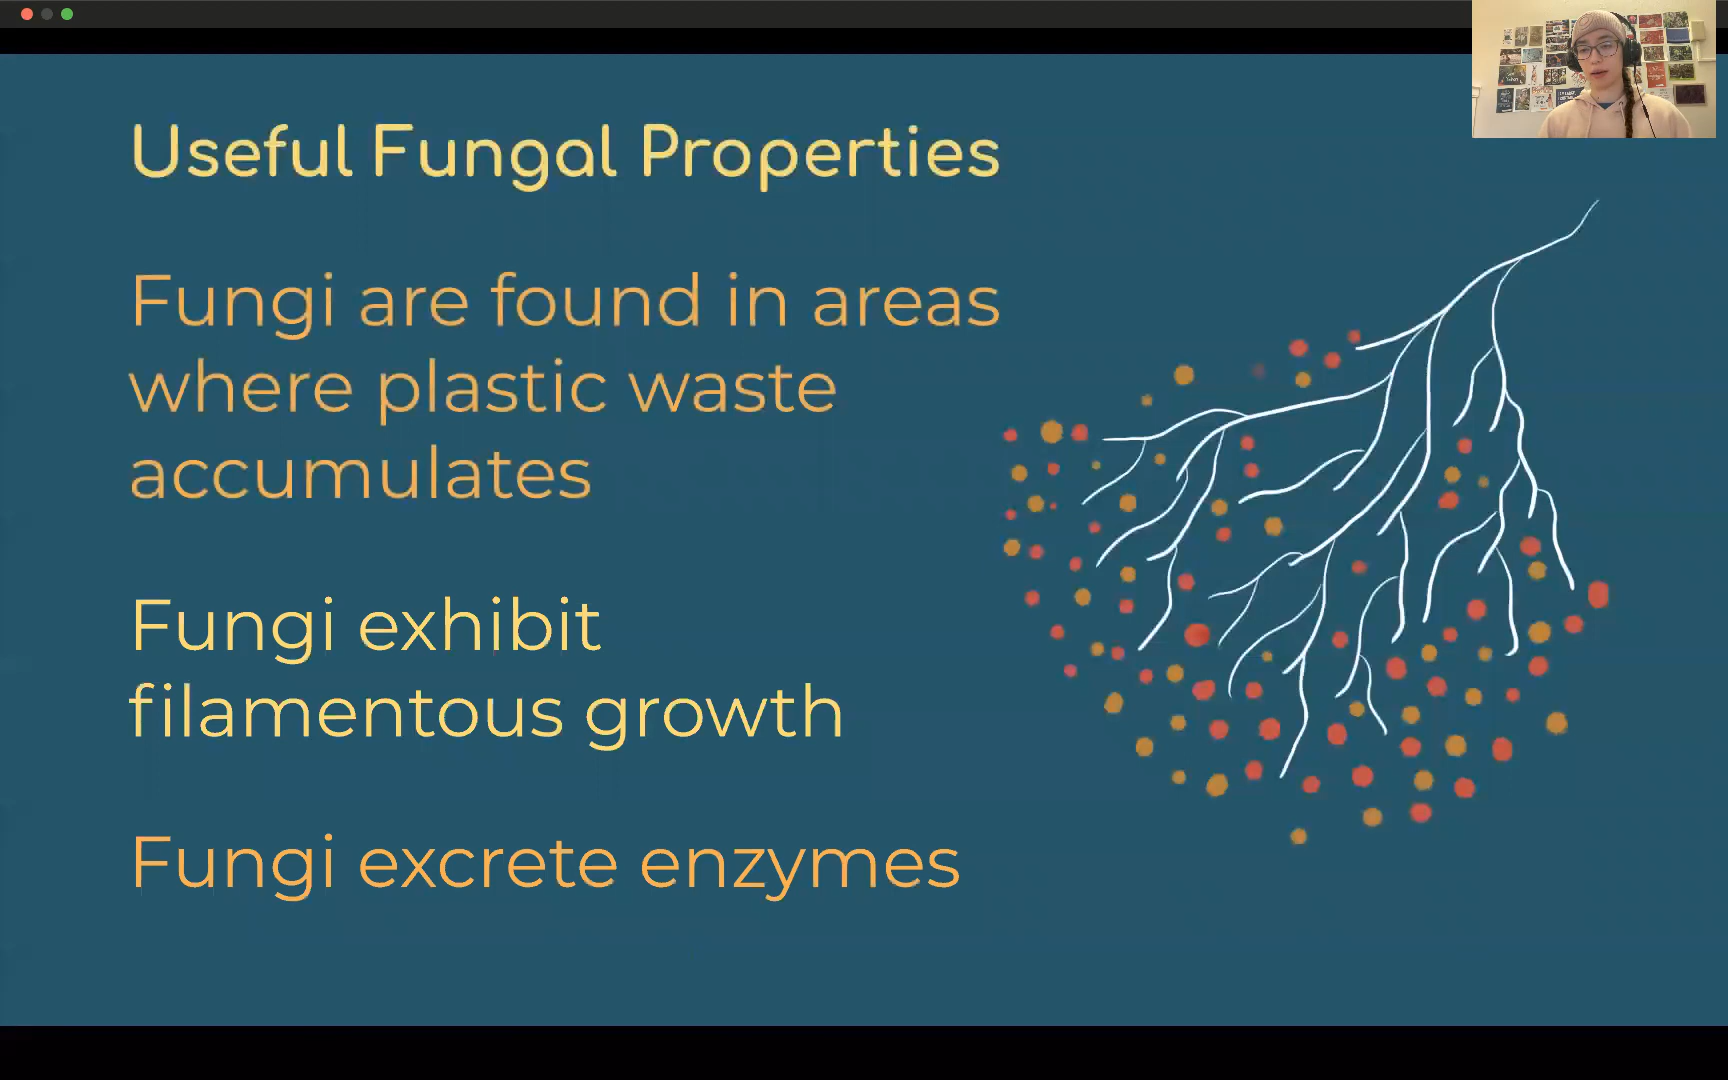 Useful Fungal Properties
Fungi are found in areas
where plastic waste
accumulates
Fungi exhibit
filamentous growth
Fungi excrete enzymes